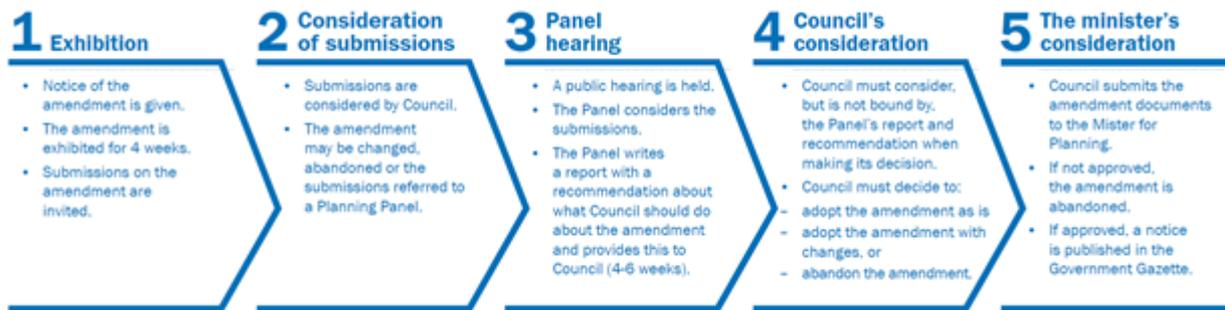 1 Exhibition
• Notice of the
amendment is given.
• The amendment is
exhibited for 4 weeks.
• Submissions on the
amendment are
invited.
2 Consideration
of submissions
• Submissions are
considered by Council.
• The amendment
may be changed,
abandoned or the
submissions referred to
a Planning Panel.
3 Panel
hearing
• A public hearing is held.
• The Panel considers the
submissions.
• The Panel writes
a report with a
recommendation about
what Council should do
about the amendment
and provides this to
Council (4-6 weeks).
4 Council's
consideration
• Council must consider,
but is not bound by,
the Panel's report and
recommendation when
making its decision.
• Council must decide to:
– adopt the amendment as is
– adopt the amendment with
changes, or
– abandon the amendment.
5 The minister's
consideration
• Council submits the
amendment documents
to the Mister for
Planning.
• If not approved,
the amendment is
abandoned.
• If approved, a notice
is published in the
Government Gazette.